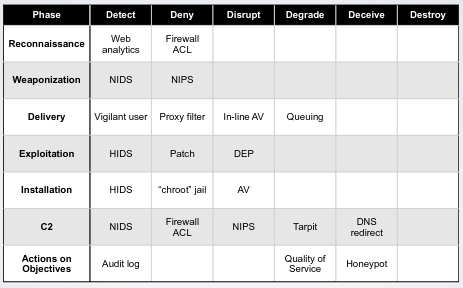 Phase Detect Deny Disrupt Degrade Deceive Destroy
Reconnaissance Web analytics Firewall ACL
Weaponization NIDS NIPS
Delivery Vigilant user Proxy filter In-line AV Queuing
Exploitation HIDS Patch DEP
Installation HIDS “chroot” jail AV
C2 NIDS Firewall ACL NIPS Tarpit DNS redirect
Actions on Objectives Audit log Quality of Service Honeypot